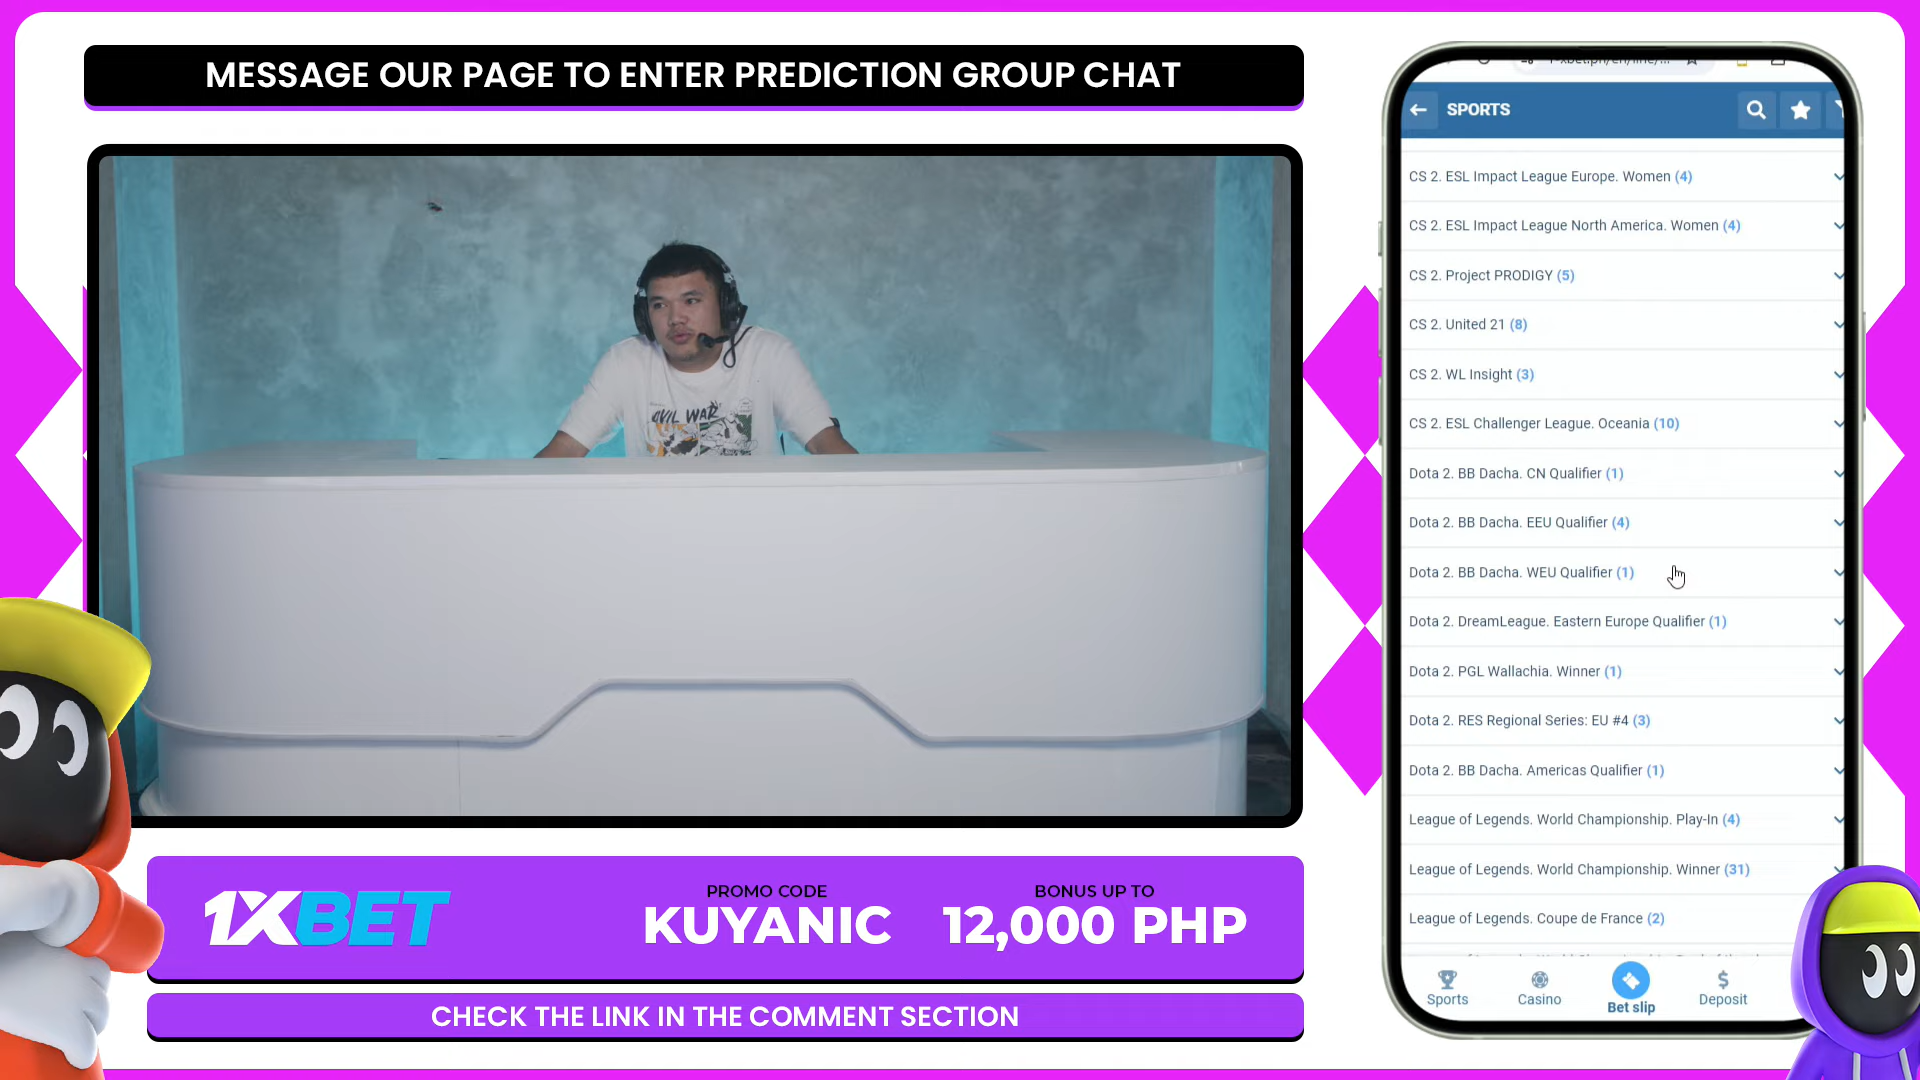 MESSAGE OUR PAGE TO ENTER PREDICTION GROUP CHAT
CIVIL WAR
1XBET
PROMO CODE
KUYANIC
BONUS UP TO
12,000 PHP
CHECK THE LINK IN THE COMMENT SECTION
SPORTS
CS 2. ESL Impact League Europe. Women (4)
CS 2. ESL Impact League North America. Women (4)
CS 2. Project PRODIGY (5)
CS 2. United 21 (8)
CS 2. WL Insight (3)
CS 2. ESL Challenger League. Oceania (10)
Dota 2. BB Dacha. CN Qualifier (1)
Dota 2. BB Dacha. EEU Qualifier (4)
Dota 2. BB Dacha. WEU Qualifier (1)
Dota 2. DreamLeague. Eastern Europe Qualifier (1)
Dota 2. PGL Wallachia. Winner (1)
Dota 2. RES Regional Series: EU #4 (3)
Dota 2. BB Dacha. Americas Qualifier (1)
League of Legends. World Championship. Play-In (4)
League of Legends. World Championship. Winner (31)
League of Legends. Coupe de France (2)
Sports
Casino
Bet slip
Deposit